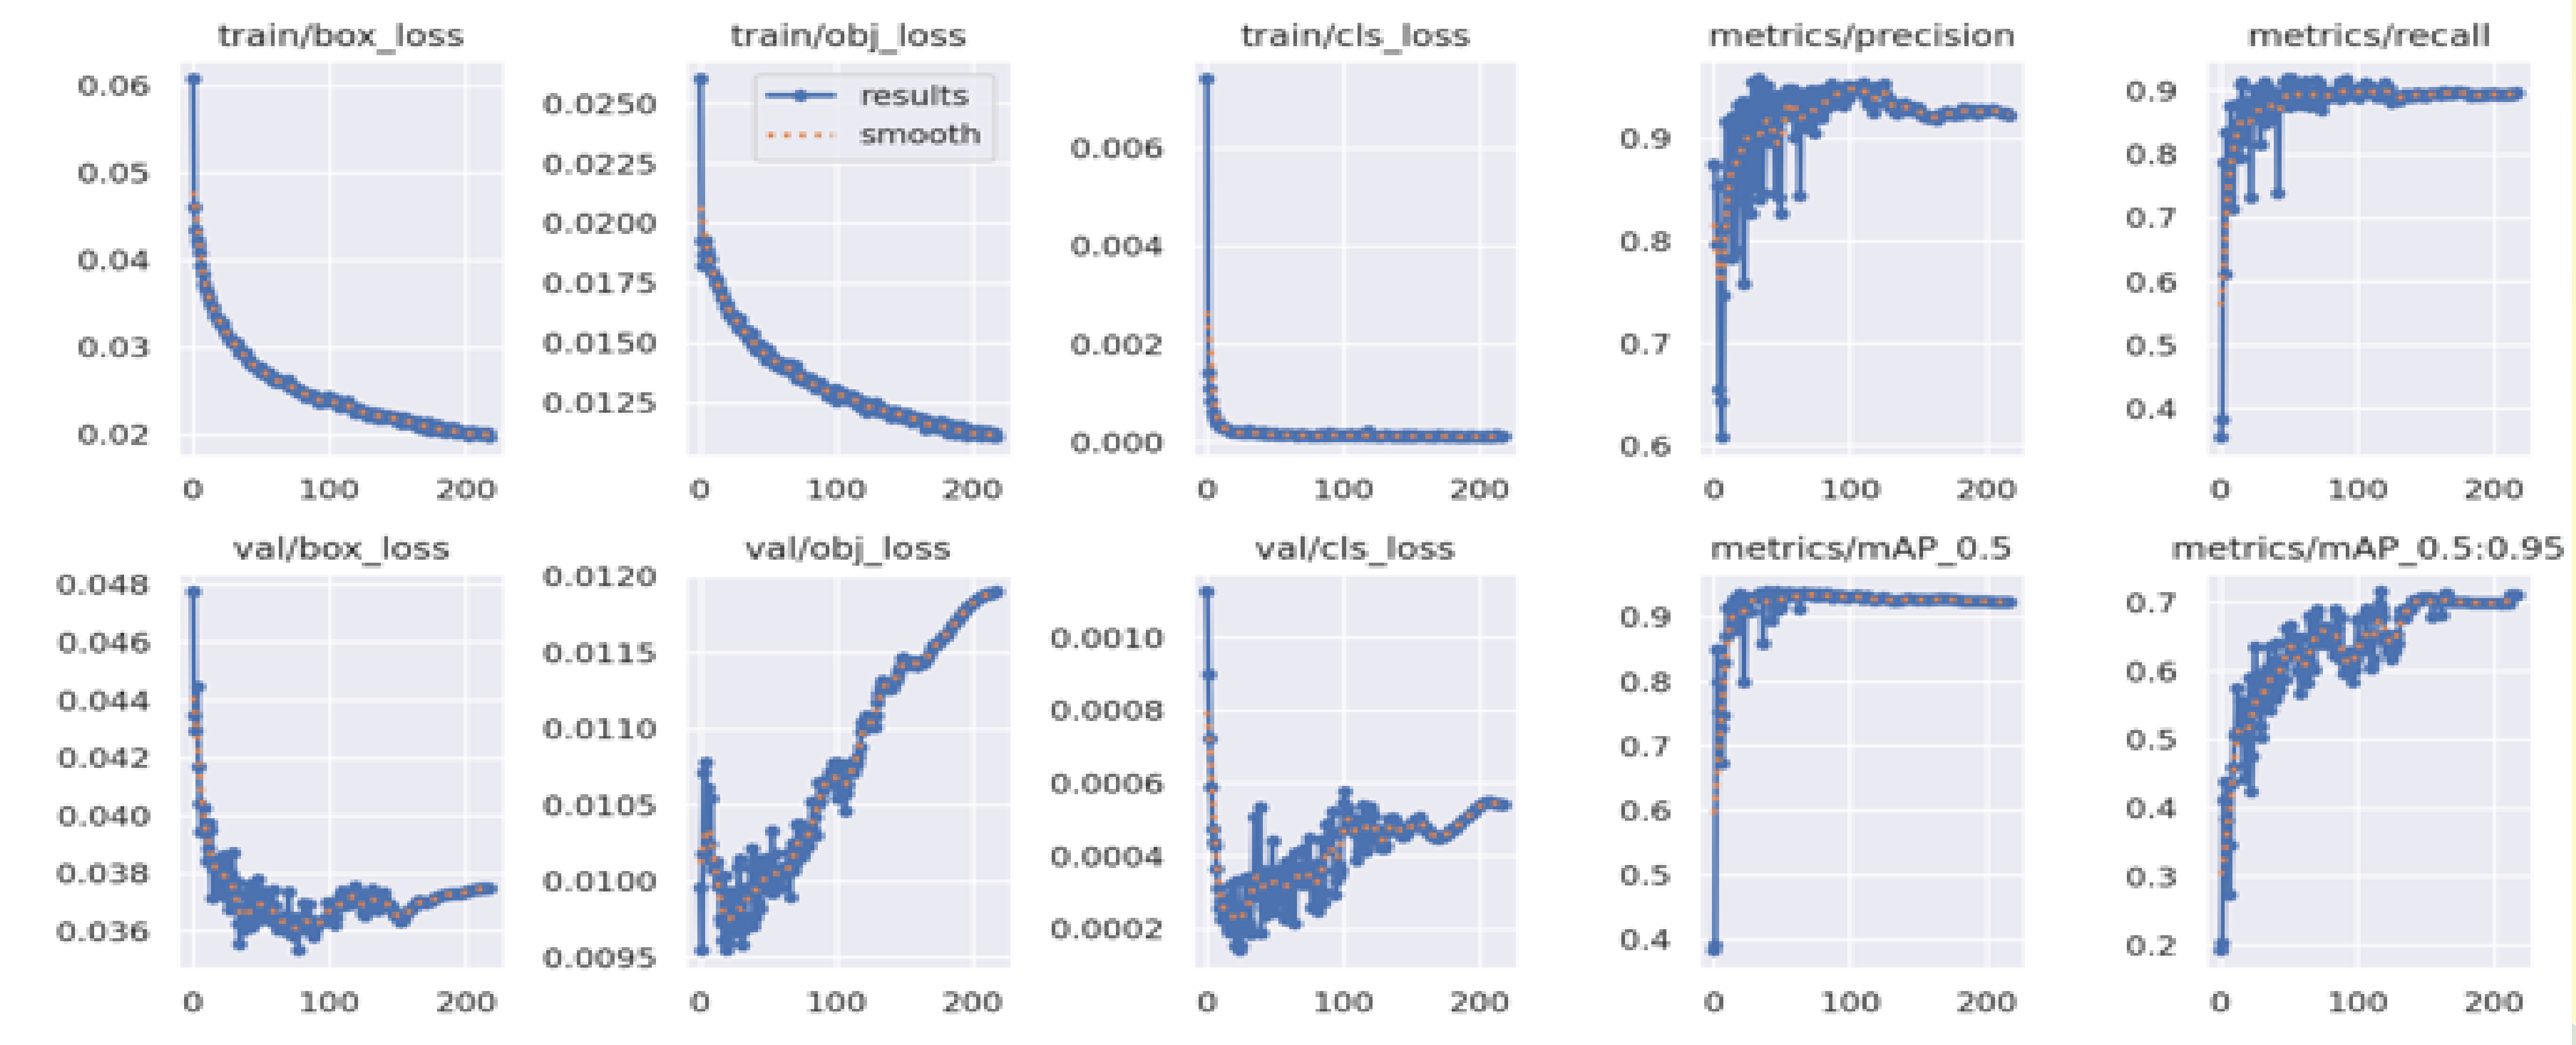 train/box_loss
train/obj_loss
train/cls_loss
metrics/precision
metrics/recall
0.06
0.05
0.04
0.03
0.02
0 100 200
0.0250
0.0225
0.0200
0.0175
0.0150
0.0125
results
smooth
0 100 200
0.006
0.004
0.002
0.000
0 100 200
0.9
0.8
0.7
0.6
0 100 200
0.9
0.8
0.7
0.6
0.5
0.4
0 100 200
val/box_loss
val/obj_loss
val/cls_loss
metrics/mAP_0.5
metrics/mAP_0.5:0.95
0.048
0.046
0.044
0.042
0.040
0.038
0.036
0 100 200
0.0120
0.0115
0.0110
0.0105
0.0100
0.0095
0 100 200
0.0010
0.0008
0.0006
0.0004
0.0002
0 100 200
0.9
0.8
0.7
0.6
0.5
0.4
0 100 200
0.7
0.6
0.5
0.4
0.3
0.2
0 100 200